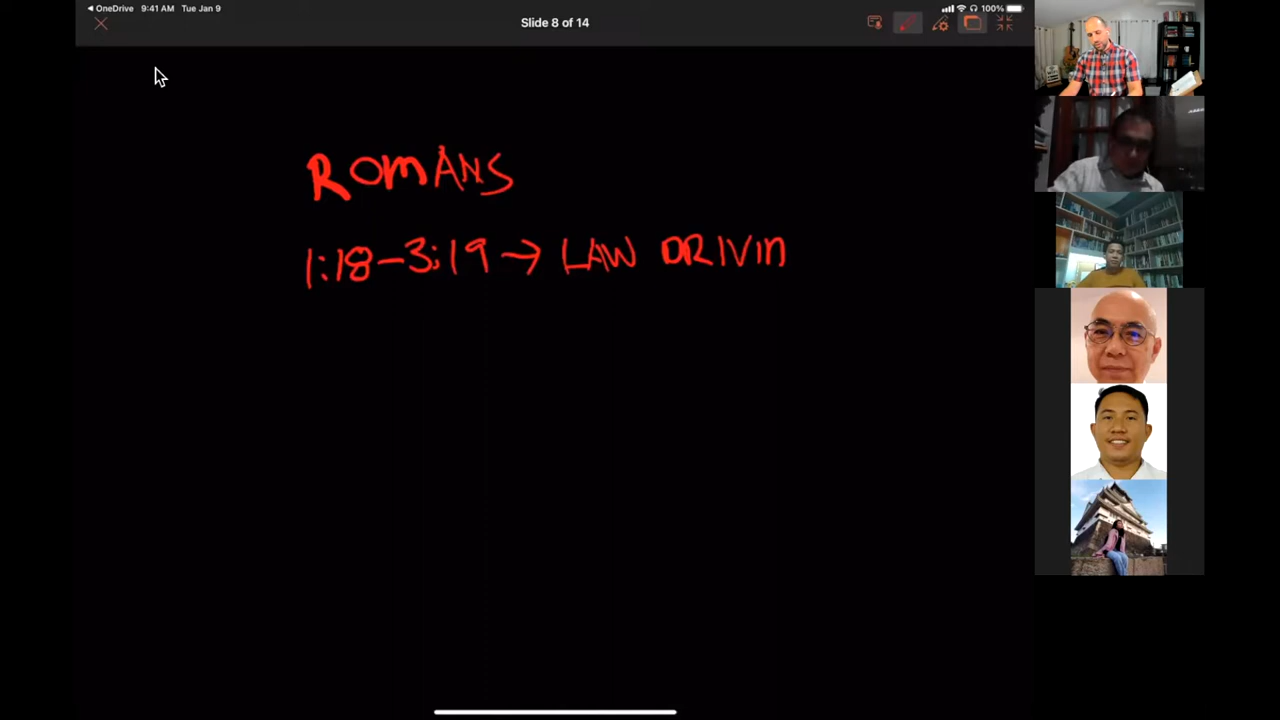 OneDrive 9:41 AM Tue Jan 9
100%
Slide 8 of 14
ROMANS
1:18-3:19 → LAW DRIVIN